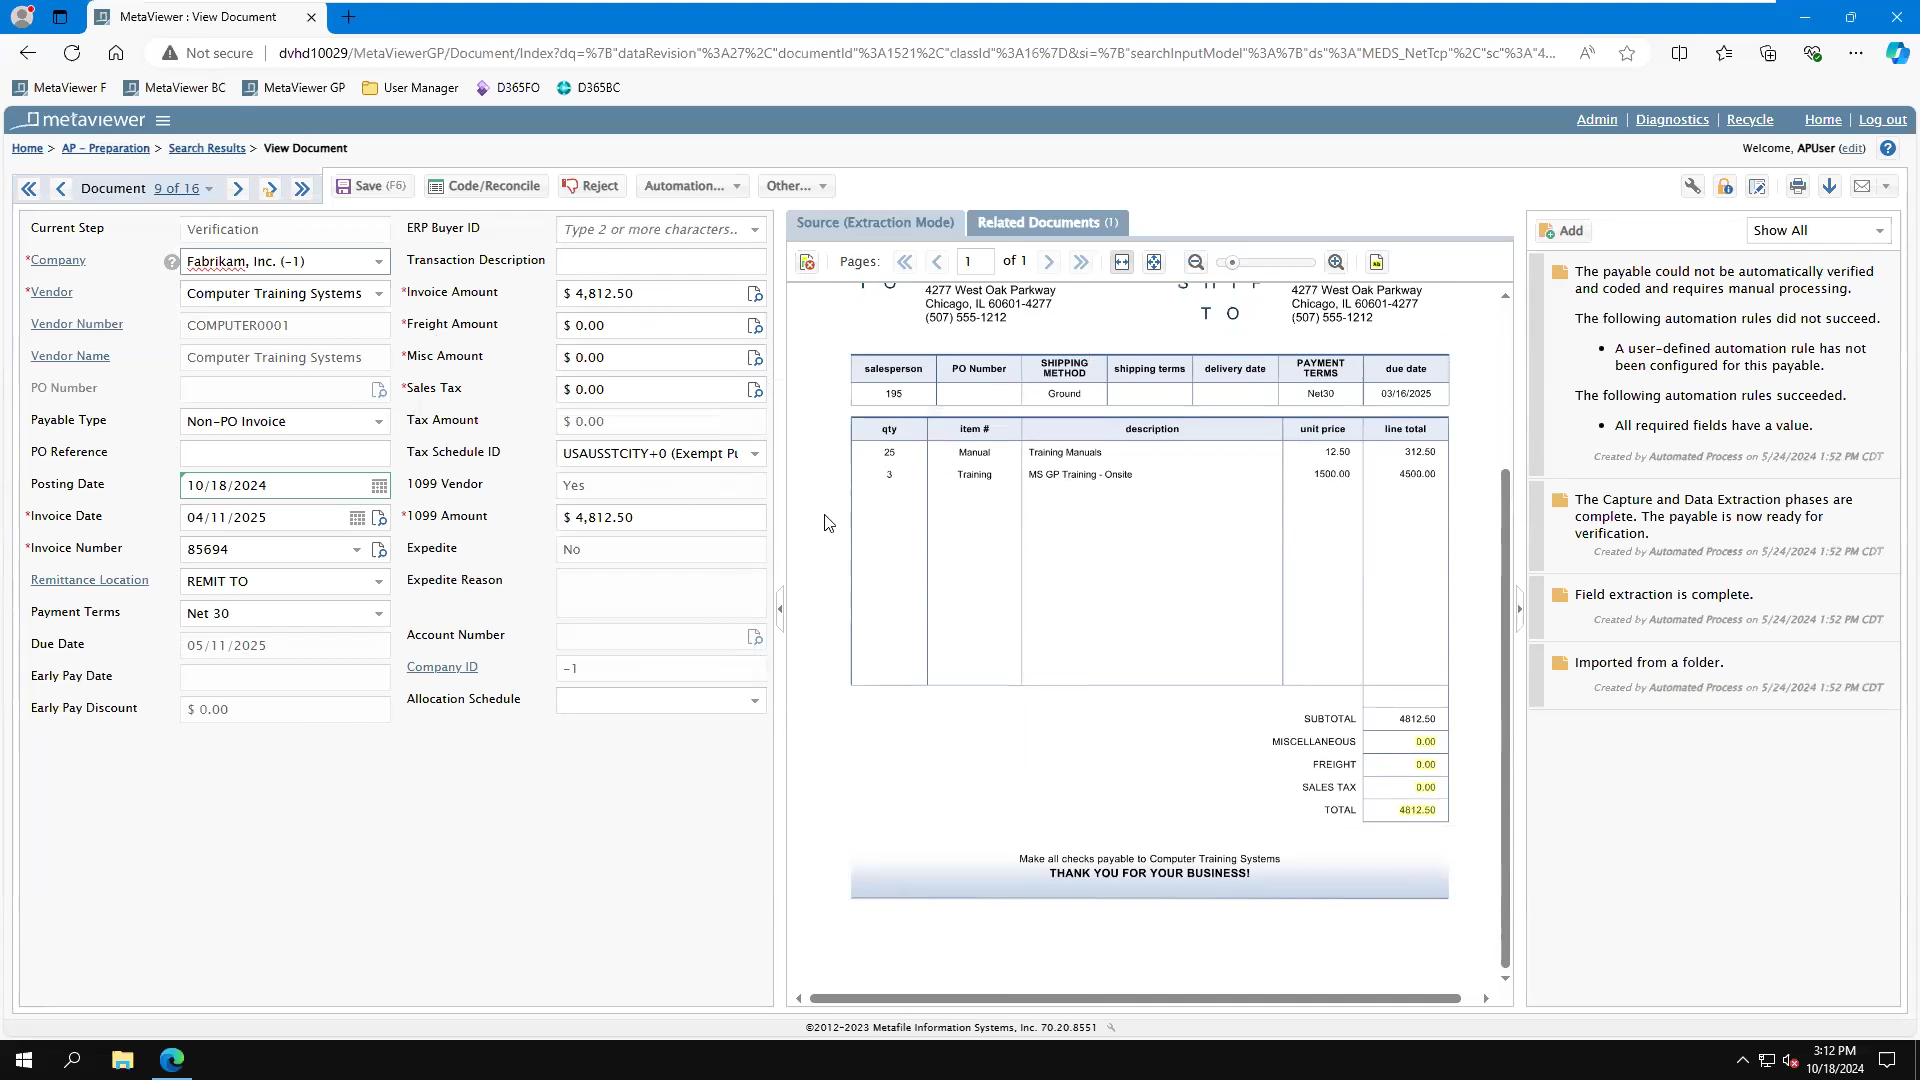 MetaViewer : View Document
Not secure
dvhd10029/MetaViewerGP/Document/Index?dq=%7B"dataRevision"%3A27%2C"documentId"%3A1521%2C"classId"%3A16%7D&si=%7B"searchInputModel"%3A%7B"ds"%3A"MEDS_NetTcp"%2C"sc"%3A"4...
MetaViewer F
MetaViewer BC
MetaViewer GP
User Manager
D365FO
D365BC
metaviewer
Admin | Diagnostics | Recycle Home | Log out
Home > AP - Preparation > Search Results > View Document
Welcome, APUser (edit)
Document 9 of 16
Save (F6)
Code/Reconcile
Reject
Automation...
Other...
Current Step Verification
*Company Fabrikam, Inc. (-1)
*Vendor Computer Training Systems
Vendor Number COMPUTER0001
Vendor Name Computer Training Systems
PO Number
Payable Type Non-PO Invoice
PO Reference
Posting Date 10/18/2024
*Invoice Date 04/11/2025
*Invoice Number 85694
Remittance Location REMIT TO
Payment Terms Net 30
Due Date 05/11/2025
Early Pay Date
Early Pay Discount $ 0.00
ERP Buyer ID Type 2 or more characters..
Transaction Description
*Invoice Amount $ 4,812.50
*Freight Amount $ 0.00
*Misc Amount $ 0.00
*Sales Tax $ 0.00
Tax Amount $ 0.00
Tax Schedule ID USAUSSTCITY+0 (Exempt Pu
1099 Vendor Yes
*1099 Amount $ 4,812.50
Expedite No
Expedite Reason
Account Number
Company ID -1
Allocation Schedule
Source (Extraction Mode)
Related Documents (1)
Pages: 1 of 1
4277 West Oak Parkway
Chicago, IL 60601-4277
(507) 555-1212
T O
4277 West Oak Parkway
Chicago, IL 60601-4277
(507) 555-1212
salesperson PO Number SHIPPING METHOD shipping terms delivery date PAYMENT TERMS due date
195 Ground Net30 03/16/2025
qty item # description unit price line total
25 Manual Training Manuals 12.50 312.50
3 Training MS GP Training - Onsite 1500.00 4500.00
SUBTOTAL 4812.50
MISCELLANEOUS 0.00
FREIGHT 0.00
SALES TAX 0.00
TOTAL 4812.50
Make all checks payable to Computer Training Systems
THANK YOU FOR YOUR BUSINESS!
Add
Show All
The payable could not be automatically verified
and coded and requires manual processing.
The following automation rules did not succeed.
• A user-defined automation rule has not
been configured for this payable.
The following automation rules succeeded.
• All required fields have a value.
Created by Automated Process on 5/24/2024 1:52 PM CDT
The Capture and Data Extraction phases are
complete. The payable is now ready for
verification.
Created by Automated Process on 5/24/2024 1:52 PM CDT
Field extraction is complete.
Created by Automated Process on 5/24/2024 1:52 PM CDT
Imported from a folder.
Created by Automated Process on 5/24/2024 1:52 PM CDT
©2012-2023 Metafile Information Systems, Inc. 70.20.8551
3:12 PM
10/18/2024